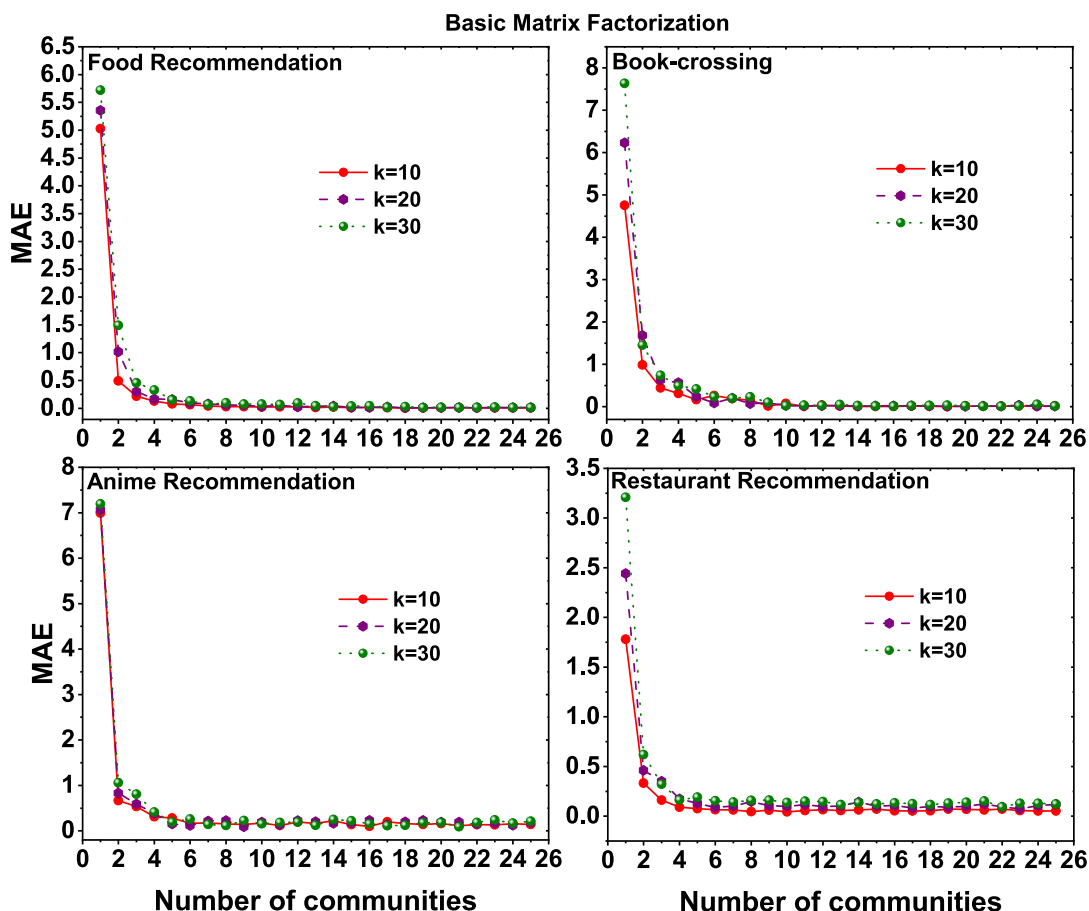 Basic Matrix Factorization
Food Recommendation
6.5
6.0
5.5
5.0
4.5
4.0
3.5
3.0
2.5
2.0
1.5
1.0
0.5
0.0
MAE
k=10
k=20
k=30
0 2 4 6 8 10 12 14 16 18 20 22 24 26
Book-crossing
8
7
6
5
4
3
2
1
0
k=10
k=20
k=30
0 2 4 6 8 10 12 14 16 18 20 22 24 26
Anime Recommendation
8
7
6
5
4
3
2
1
0
MAE
k=10
k=20
k=30
0 2 4 6 8 10 12 14 16 18 20 22 24 26
Number of communities
Restaurant Recommendation
3.5
3.0
2.5
2.0
1.5
1.0
0.5
0.0
k=10
k=20
k=30
0 2 4 6 8 10 12 14 16 18 20 22 24 26
Number of communities